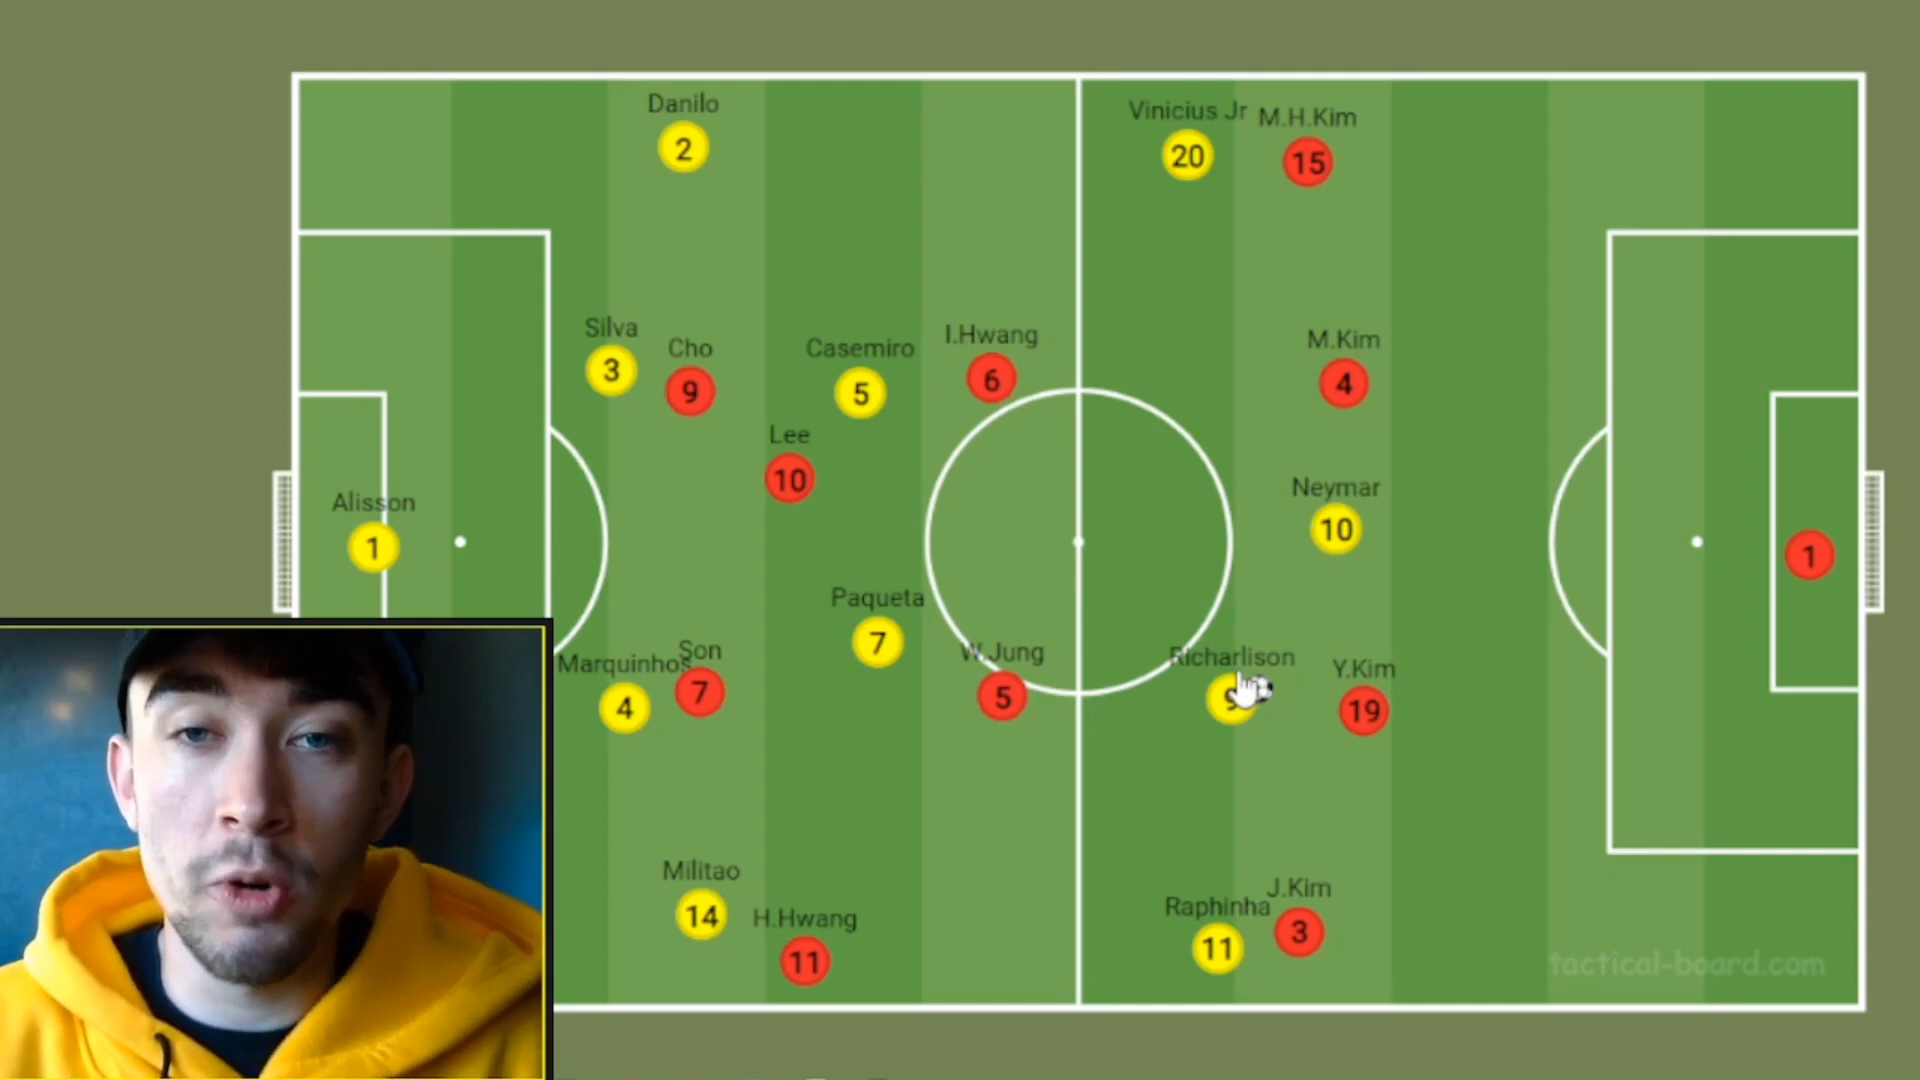 Danilo
2
Vinicius Jr
20
M.H.Kim
15
Silva
3
Cho
9
Casemiro
5
I.Hwang
6
M.Kim
4
Lee
10
Alisson
1
Neymar
10
1
Paqueta
7
Marquinhos
4
Son
7
W.Jung
5
Richarlison
9
Y.Kim
19
Militao
14
H.Hwang
11
Raphinha
11
J.Kim
3
tactical-board.com